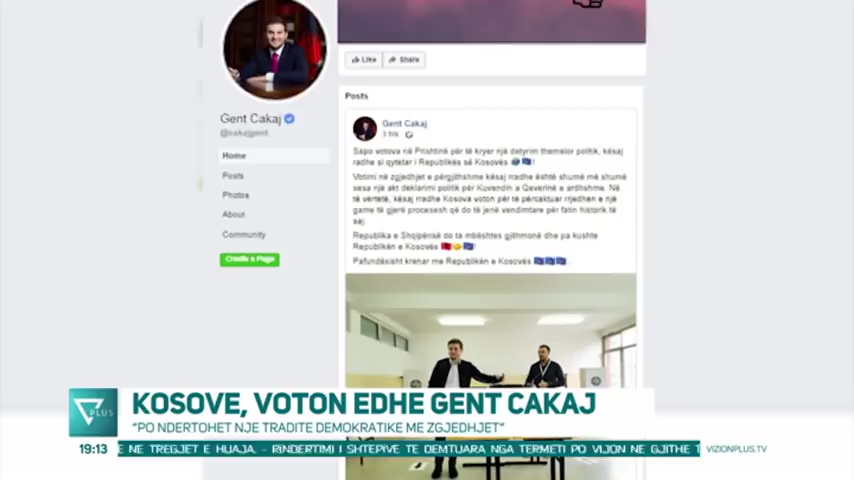 Like
Share
Posts
Gent Cakaj
@cakajgent
Home
Posts
Photos
About
Community
Create a Page
Gent Cakaj
3 hrs
Sapo votova në Prishtinë për të kryer një detyrim themelor politik, kësaj
radhe si qytetar i Republikës së Kosovës !
Votimi në zgjedhjet e përgjithshme kësaj rradhe është shumë më shumë
sesa një akt deklarimi politik për Kuvendin a Qeverinë e ardhshme. Në
të vërtetë, kësaj rradhe Kosova voton për të përcaktuar rrjedhën e një
game të gjerë procesesh që do të jenë vendimtare për fatin historik të
saj.
Republika e Shqipërisë do ta mbështes gjithmonë dhe pa kushte
Republikën e Kosovës !
Pafundësisht krenar me Republikën e Kosovës
PLUS
KOSOVE, VOTON EDHE GENT CAKAJ
"PO NDERTOHET NJE TRADITE DEMOKRATIKE ME ZGJEDHJET"
19:13
E NE TREGJET E HUAJA. - RINDERTIMI I SHTEPIVE TE DEMTUARA NGA TERMETI PO VIJON NE GJITHE T
VIZIONPLUS.TV